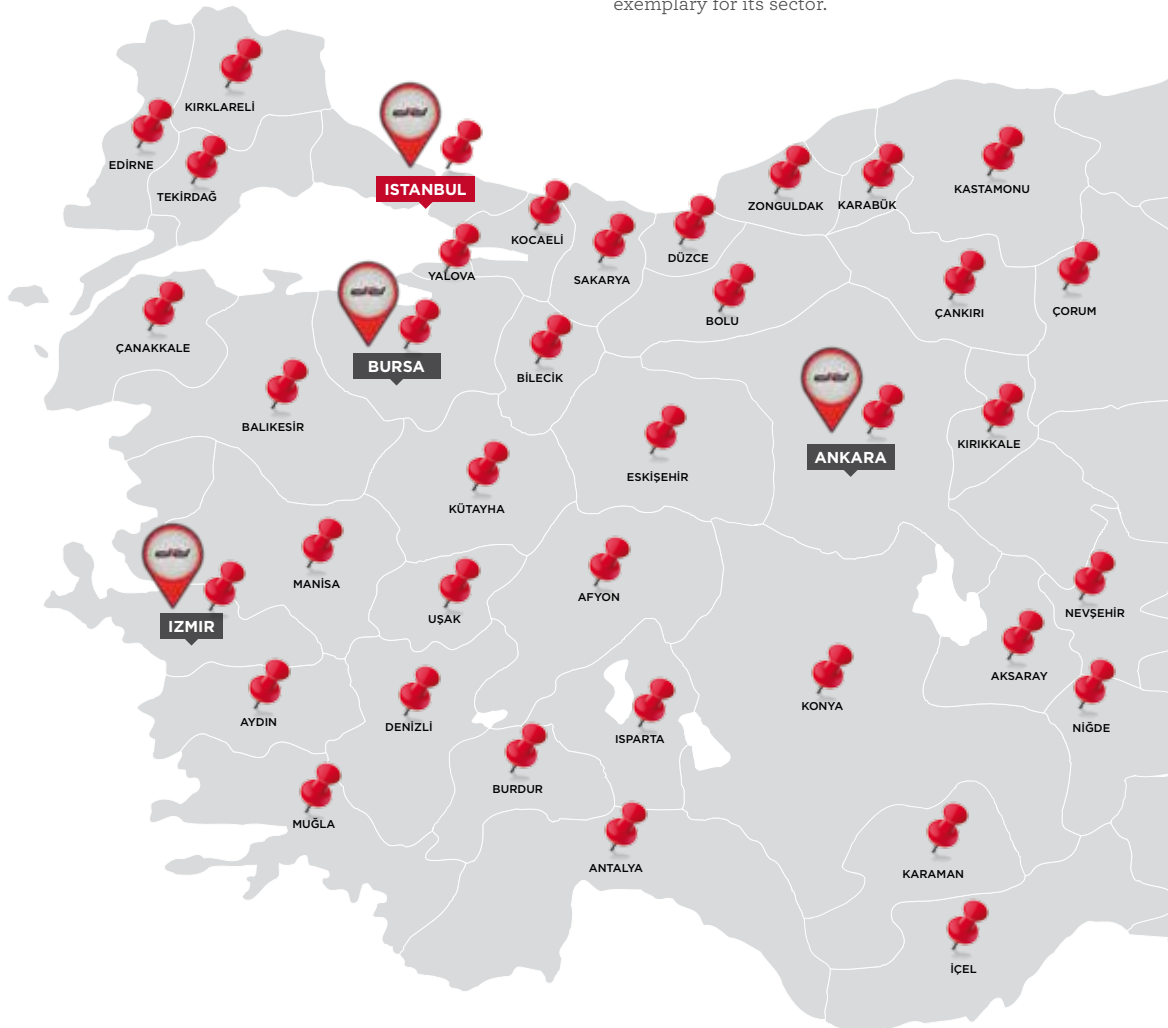 exemplary for its sector.
KIRKLARELİ
EDİRNE
TEKİRDAĞ
ISTANBUL
KOCAELİ
YALOVA
SAKARYA
DÜZCE
ZONGULDAK
KARABÜK
KASTAMONU
BOLU
ÇANKIRI
ÇORUM
ÇANAKKALE
BURSA
BİLECİK
BALIKESİR
ANKARA
KIRIKKALE
ESKİŞEHİR
KÜTAYHA
MANİSA
UŞAK
AFYON
IZMIR
NEVŞEHİR
AKSARAY
AYDIN
DENİZLİ
ISPARTA
KONYA
NİĞDE
BURDUR
MUĞLA
ANTALYA
KARAMAN
İÇEL